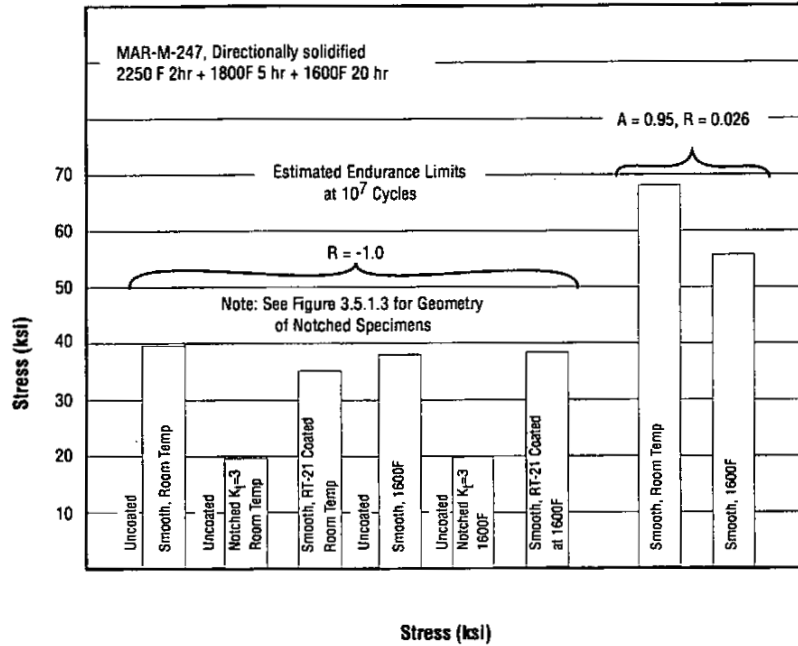 MAR-M-247, Directionally solidified
2250 F 2hr + 1800F 5 hr + 1600F 20 hr
A = 0.95, R = 0.026
Estimated Endurance Limits
at 10⁷ Cycles
R = -1.0
Note: See Figure 3.5.1.3 for Geometry
of Notched Specimens
Stress (ksi)
70
60
50
40
30
20
10
Uncoated
Smooth, Room Temp
Uncoated
Notched Kt=3
Room Temp
Smooth, RT-21 Coated
Room Temp
Uncoated
Smooth, 1600F
Uncoated
Notched Kt=3
1600F
Smooth, RT-21 Coated
at 1600F
Smooth, Room Temp
Smooth, 1600F
Stress (ksi)